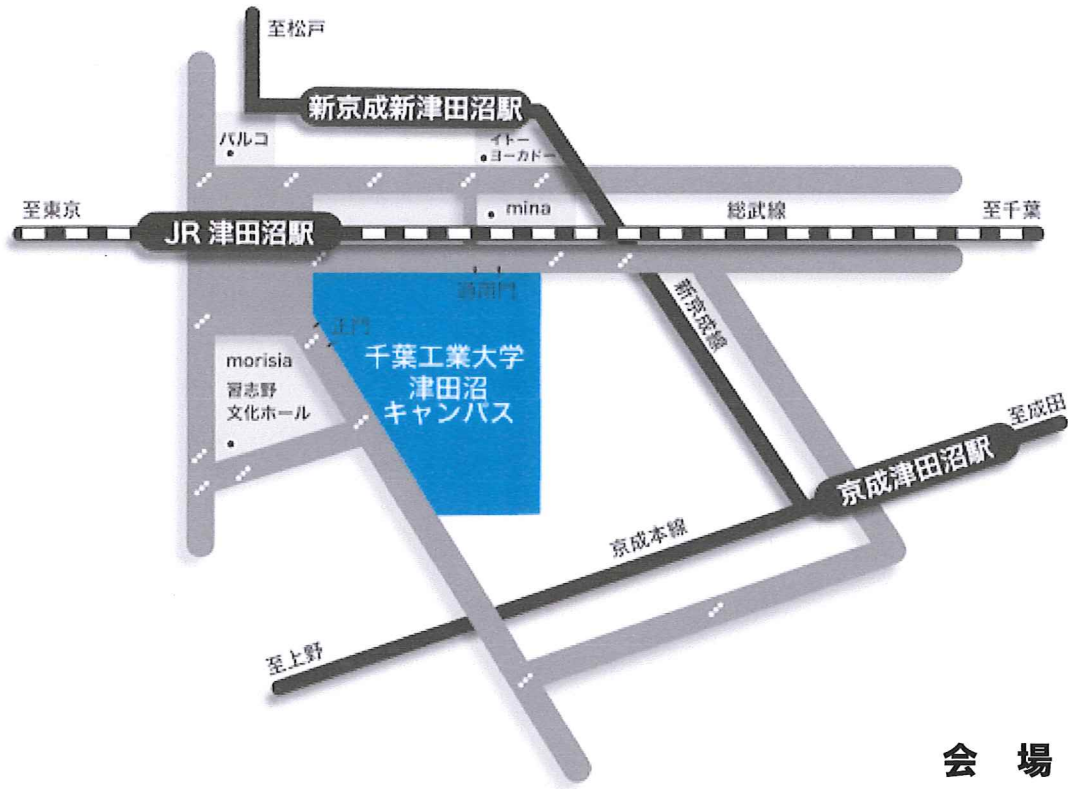 至松戸
新京成新津田沼駅
パルコ
イトー
ヨーカドー
至東京
mina
総武線
至千葉
JR 津田沼駅
通用門
新京成線
正門
千葉工業大学
津田沼
キャンパス
morisia
習志野
文化ホール
至成田
京成津田沼駅
京成本線
至上野
会 場